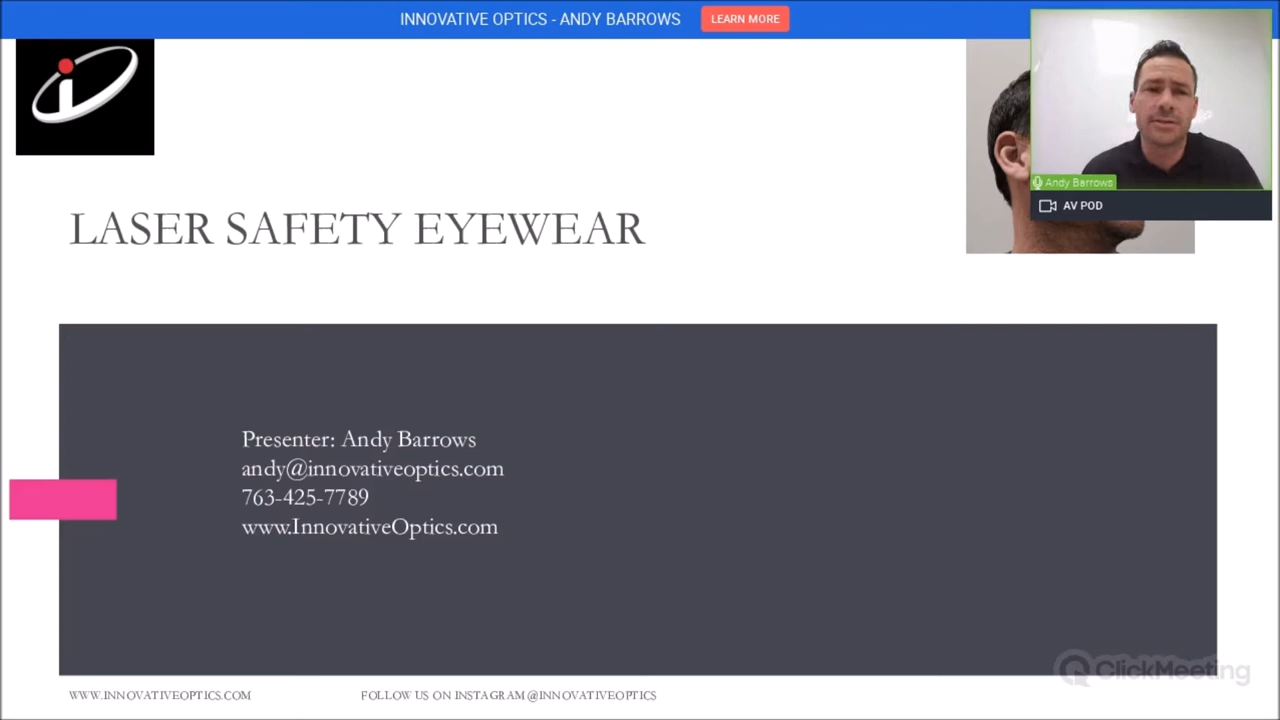 INNOVATIVE OPTICS - ANDY BARROWS LEARN MORE
i
Andy Barrows
AV POD
LASER SAFETY EYEWEAR
Presenter: Andy Barrows
andy@innovativeoptics.com
763-425-7789
www.InnovativeOptics.com
ClickMeeting
WWW.INNOVATIVEOPTICS.COM FOLLOW US ON INSTAGRAM @INNOVATIVEOPTICS